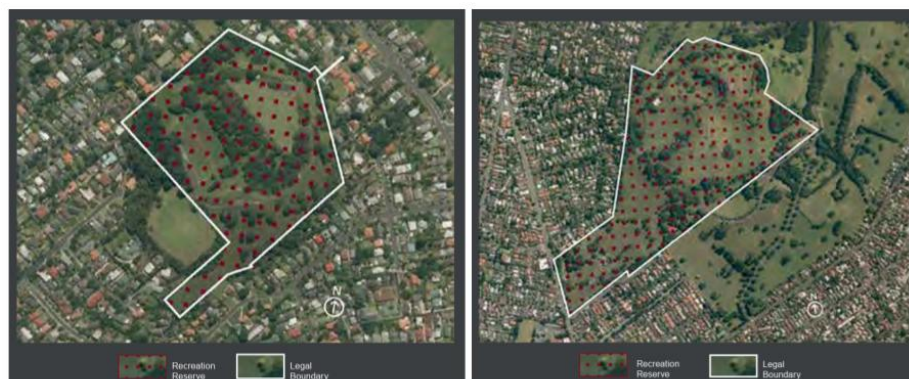 N
Recreation
Reserve
Legal
Boundary
Recreation
Reserve
Legal
Boundary